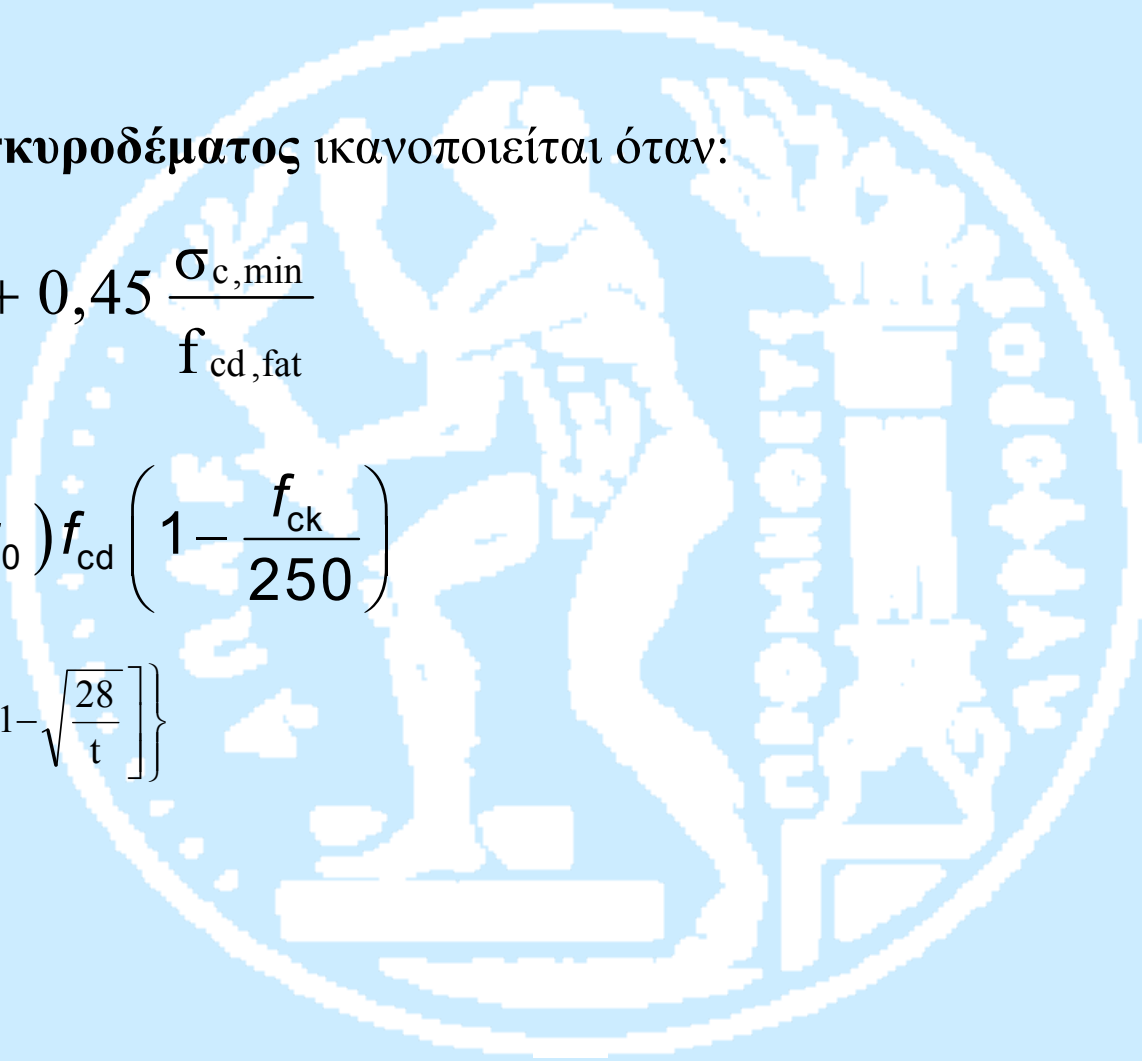 κυροδέματος ικανοποιείται όταν:
+ 0,45 σc,min / fcd,fat
0 ) fcd ( 1 − fck / 250 )
1−√(28 / t) ] }